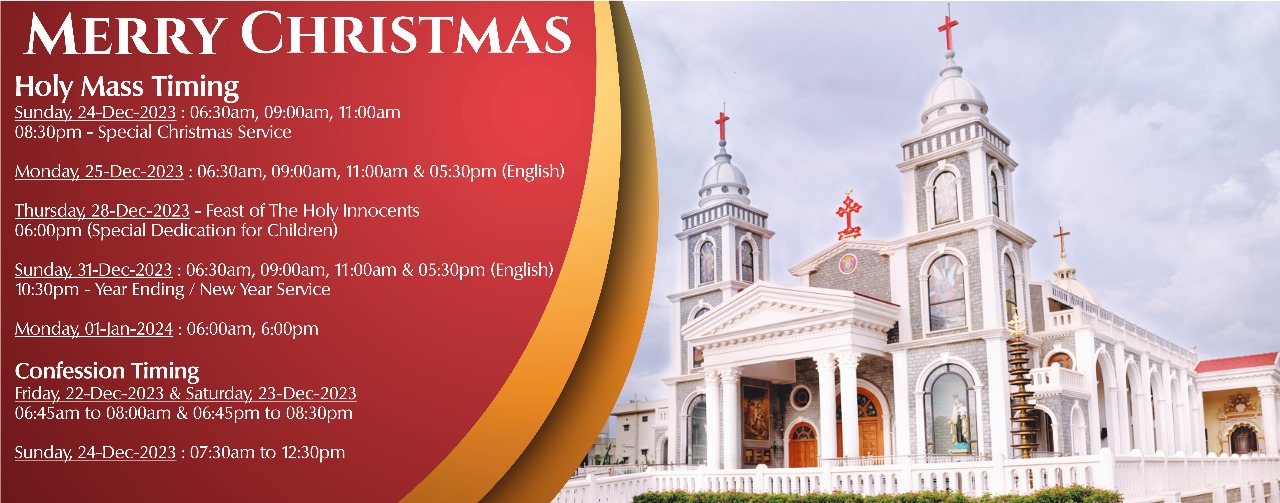 MERRY CHRISTMAS
Holy Mass Timing
Sunday, 24-Dec-2023 : 06:30am, 09:00am, 11:00am
08:30pm - Special Christmas Service
Monday, 25-Dec-2023 : 06:30am, 09:00am, 11:00am & 05:30pm (English)
Thursday, 28-Dec-2023 - Feast of The Holy Innocents
06:00pm (Special Dedication for Children)
Sunday, 31-Dec-2023 : 06:30am, 09:00am, 11:00am & 05:30pm (English)
10:30pm - Year Ending / New Year Service
Monday, 01-Jan-2024 : 06:00am, 6:00pm
Confession Timing
Friday, 22-Dec-2023 & Saturday, 23-Dec-2023
06:45am to 08:00am & 06:45pm to 08:30pm
Sunday, 24-Dec-2023 : 07:30am to 12:30pm